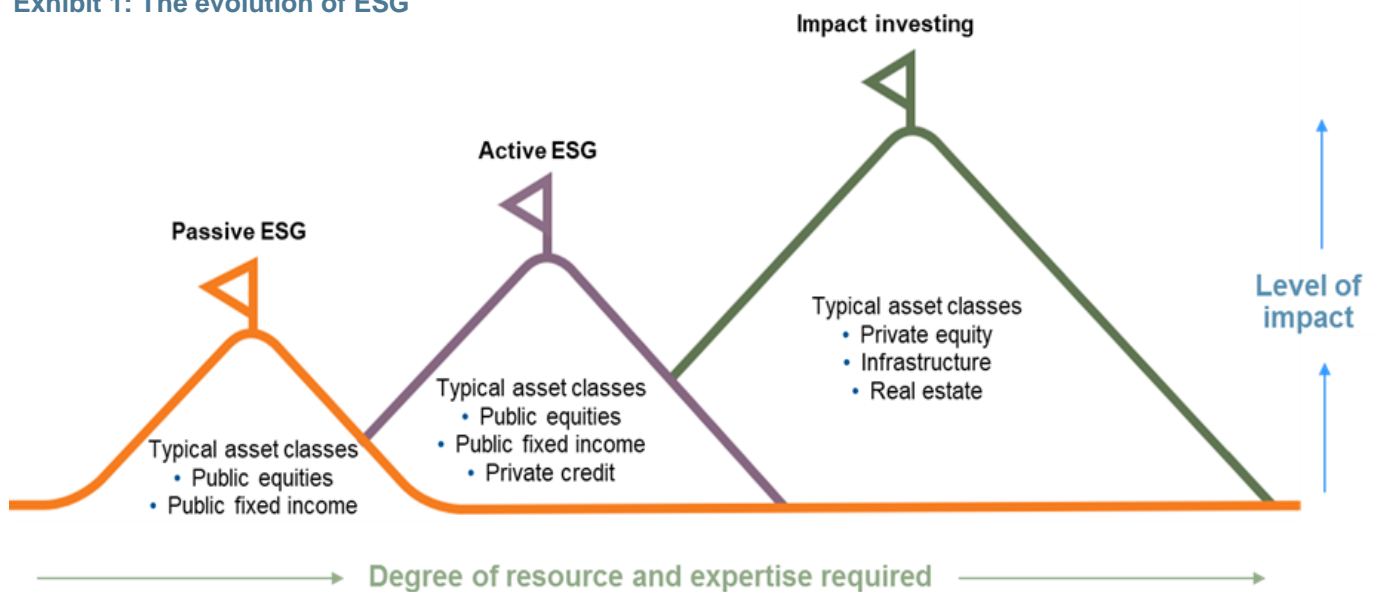 Exhibit 1: The evolution of ESG
Impact investing
Active ESG
Passive ESG
Typical asset classes
• Private equity
• Infrastructure
• Real estate
Level of
impact
Typical asset classes
• Public equities
• Public fixed income
• Private credit
Typical asset classes
• Public equities
• Public fixed income
Degree of resource and expertise required